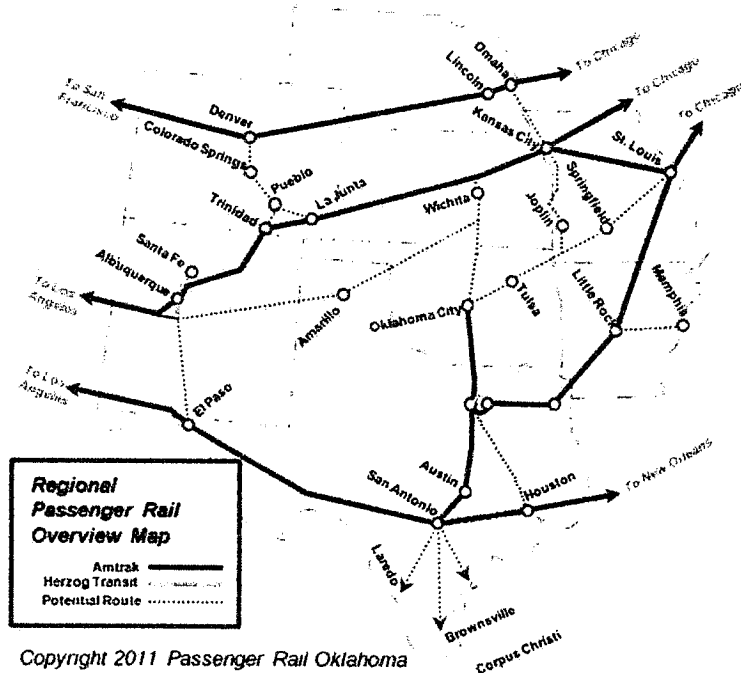 Omaha
Lincoln
To Chicago
To San
Francisco
Denver
Colorado Springs
Kansas City
To Chicago
St. Louis
To Chicago
Pueblo
Trinidad
La Junta
Wichita
Joplin
Springfield
Santa Fe
Albuquerque
To Los
Angeles
Amarillo
Oklahoma City
Tulsa
Little Rock
Memphis
To Los
Angeles
El Paso
Austin
San Antonio
Houston
To New Orleans
Laredo
Brownsville
Corpus Christi
Regional
Passenger Rail
Overview Map
Amtrak
Herzog Transit
Potential Route
Copyright 2011 Passenger Rail Oklahoma